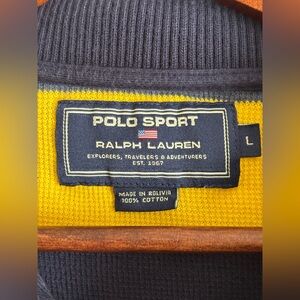 POLO SPORT
RALPH LAUREN
EXPLORERS, TRAVELERS & ADVENTURERS
EST. 1967
L
MADE IN BOLIVIA
100% COTTON